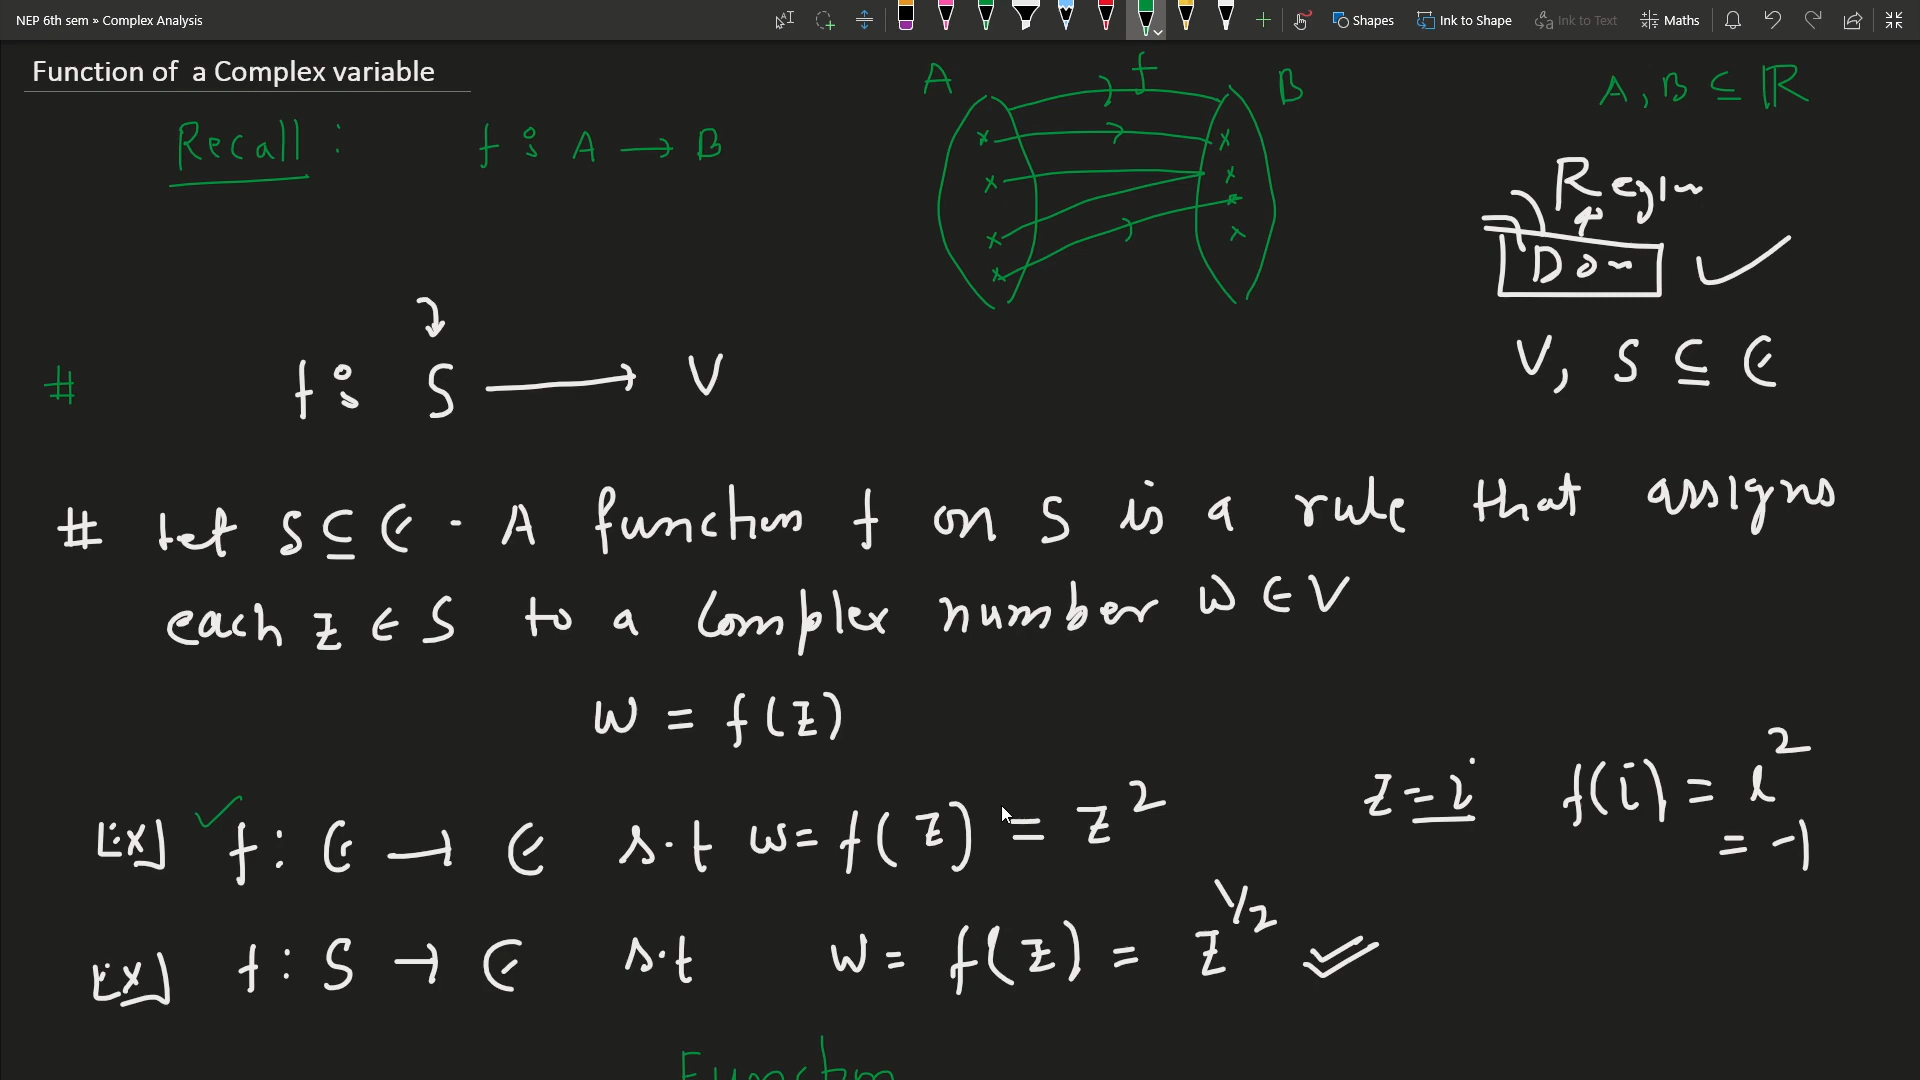 NEP 6th sem » Complex Analysis
Shapes Ink to Shape Ink to Text Maths
Function of a Complex variable
Recall : f : A → B
A f B
A, B ⊆ ℝ
Region
Dom
f : S → V
V, S ⊆ ℂ
# Let S ⊆ ℂ . A function f on S is a rule that assigns
each z ∈ S to a complex number w ∈ V
w = f(z)
Ex] f : ℂ → ℂ s.t w = f(z) = z² z = i f(i) = i²
= -1
Ex] f : S → ℂ s.t w = f(z) = z^1/2
Function